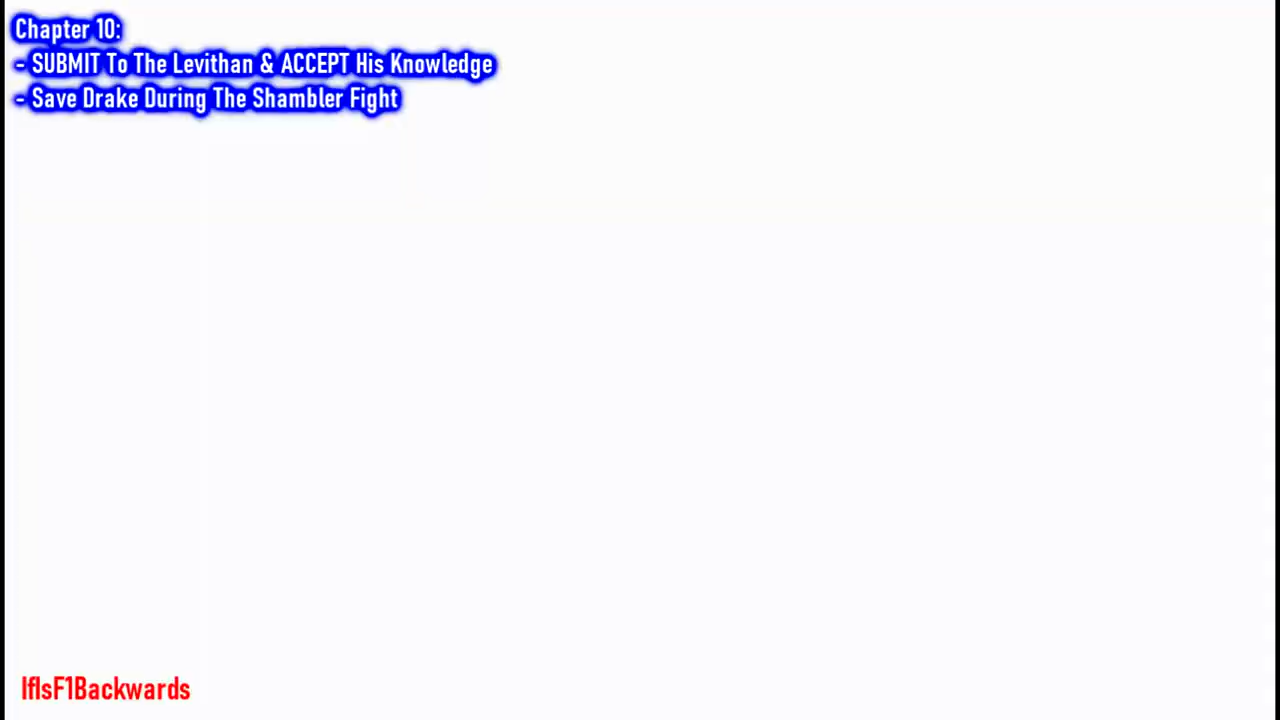 Chapter 10:
- SUBMIT To The Levithan & ACCEPT His Knowledge
- Save Drake During The Shambler Fight
IfIsF1Backwards